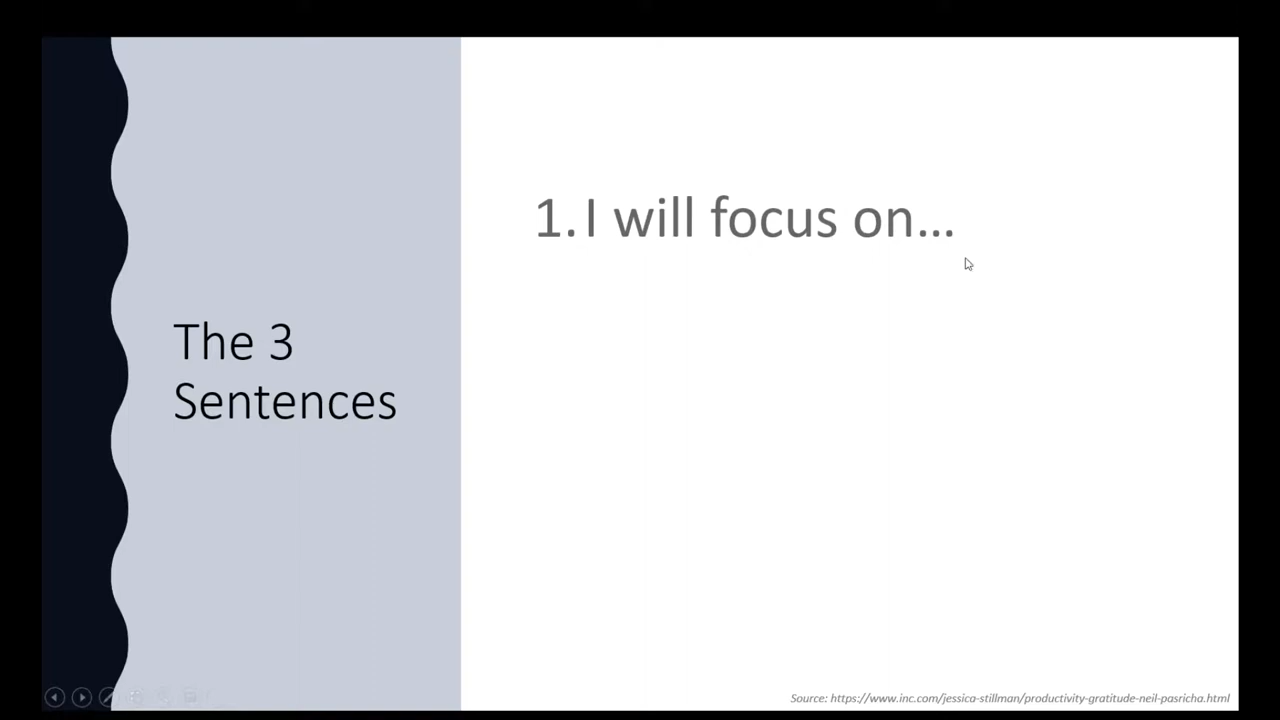 The 3
Sentences
1. I will focus on...
Source: https://www.inc.com/jessica-stillman/productivity-gratitude-neil-pasricha.html